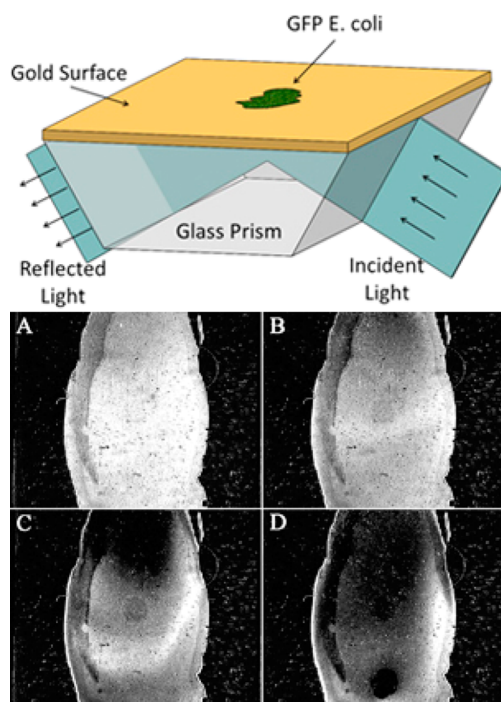 GFP E. coli
Gold Surface
Glass Prism
Reflected
Light
Incident
Light
A
B
C
D